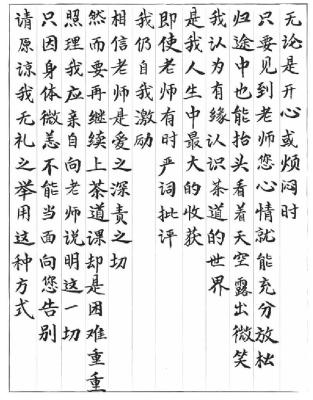 无论是开心或烦闷时
只要见到老师您心情就能充分放松
归途中也能抬头看着天空露出微笑
我认为有缘认识茶道的世界
是我人生中最大的收获
即使老师有时严词批评
我仍自我激励
相信老师是爱之深责之切
然而要再继续上茶道课却是困难重重
照理我应亲自向老师说明这一切
只因身体微恙不能当面向您告别
请原谅我无礼之举用这种方式